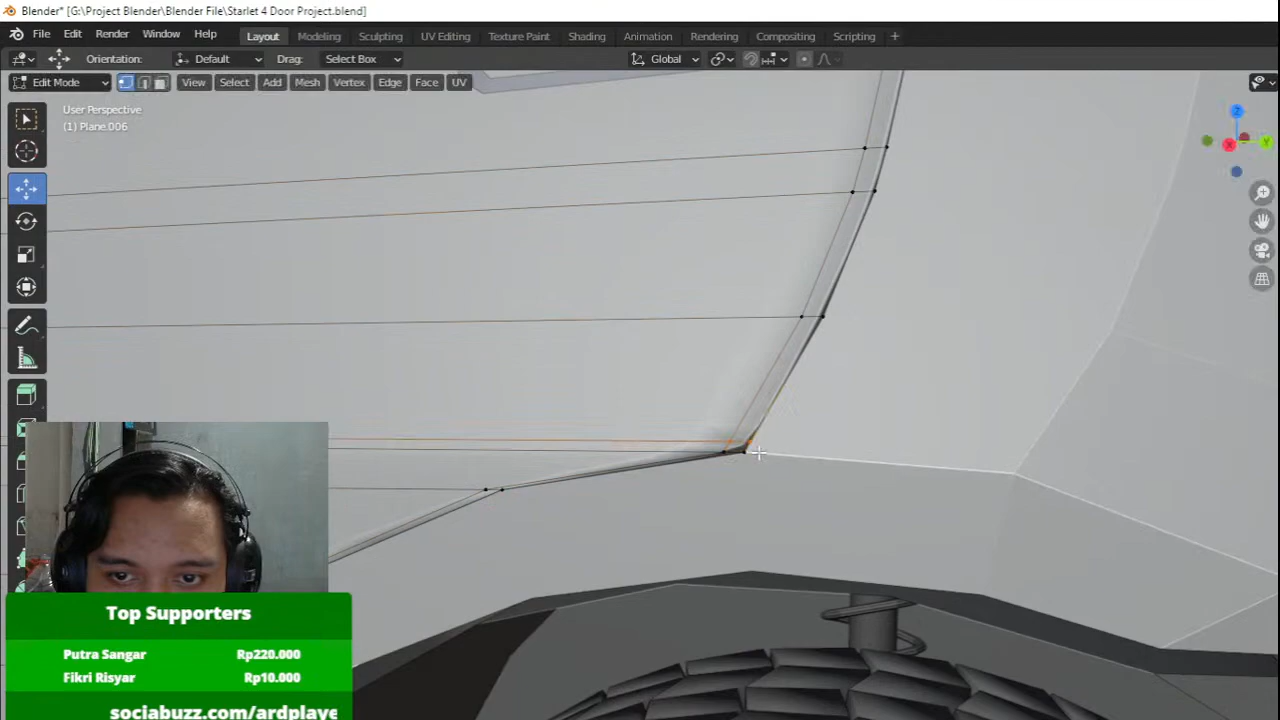 Blender* [G:\Project Blender\Blender File\Starlet 4 Door Project.blend]
File Edit Render Window Help Layout Modeling Sculpting UV Editing Texture Paint Shading Animation Rendering Compositing Scripting +
Orientation: Default Drag: Select Box Global
Edit Mode View Select Add Mesh Vertex Edge Face UV
User Perspective
(1) Plane.006
Z
Y
X
Top Supporters
Putra Sangar Rp220.000
Fikri Risyar Rp10.000
sociabuzz.com/ardplaye